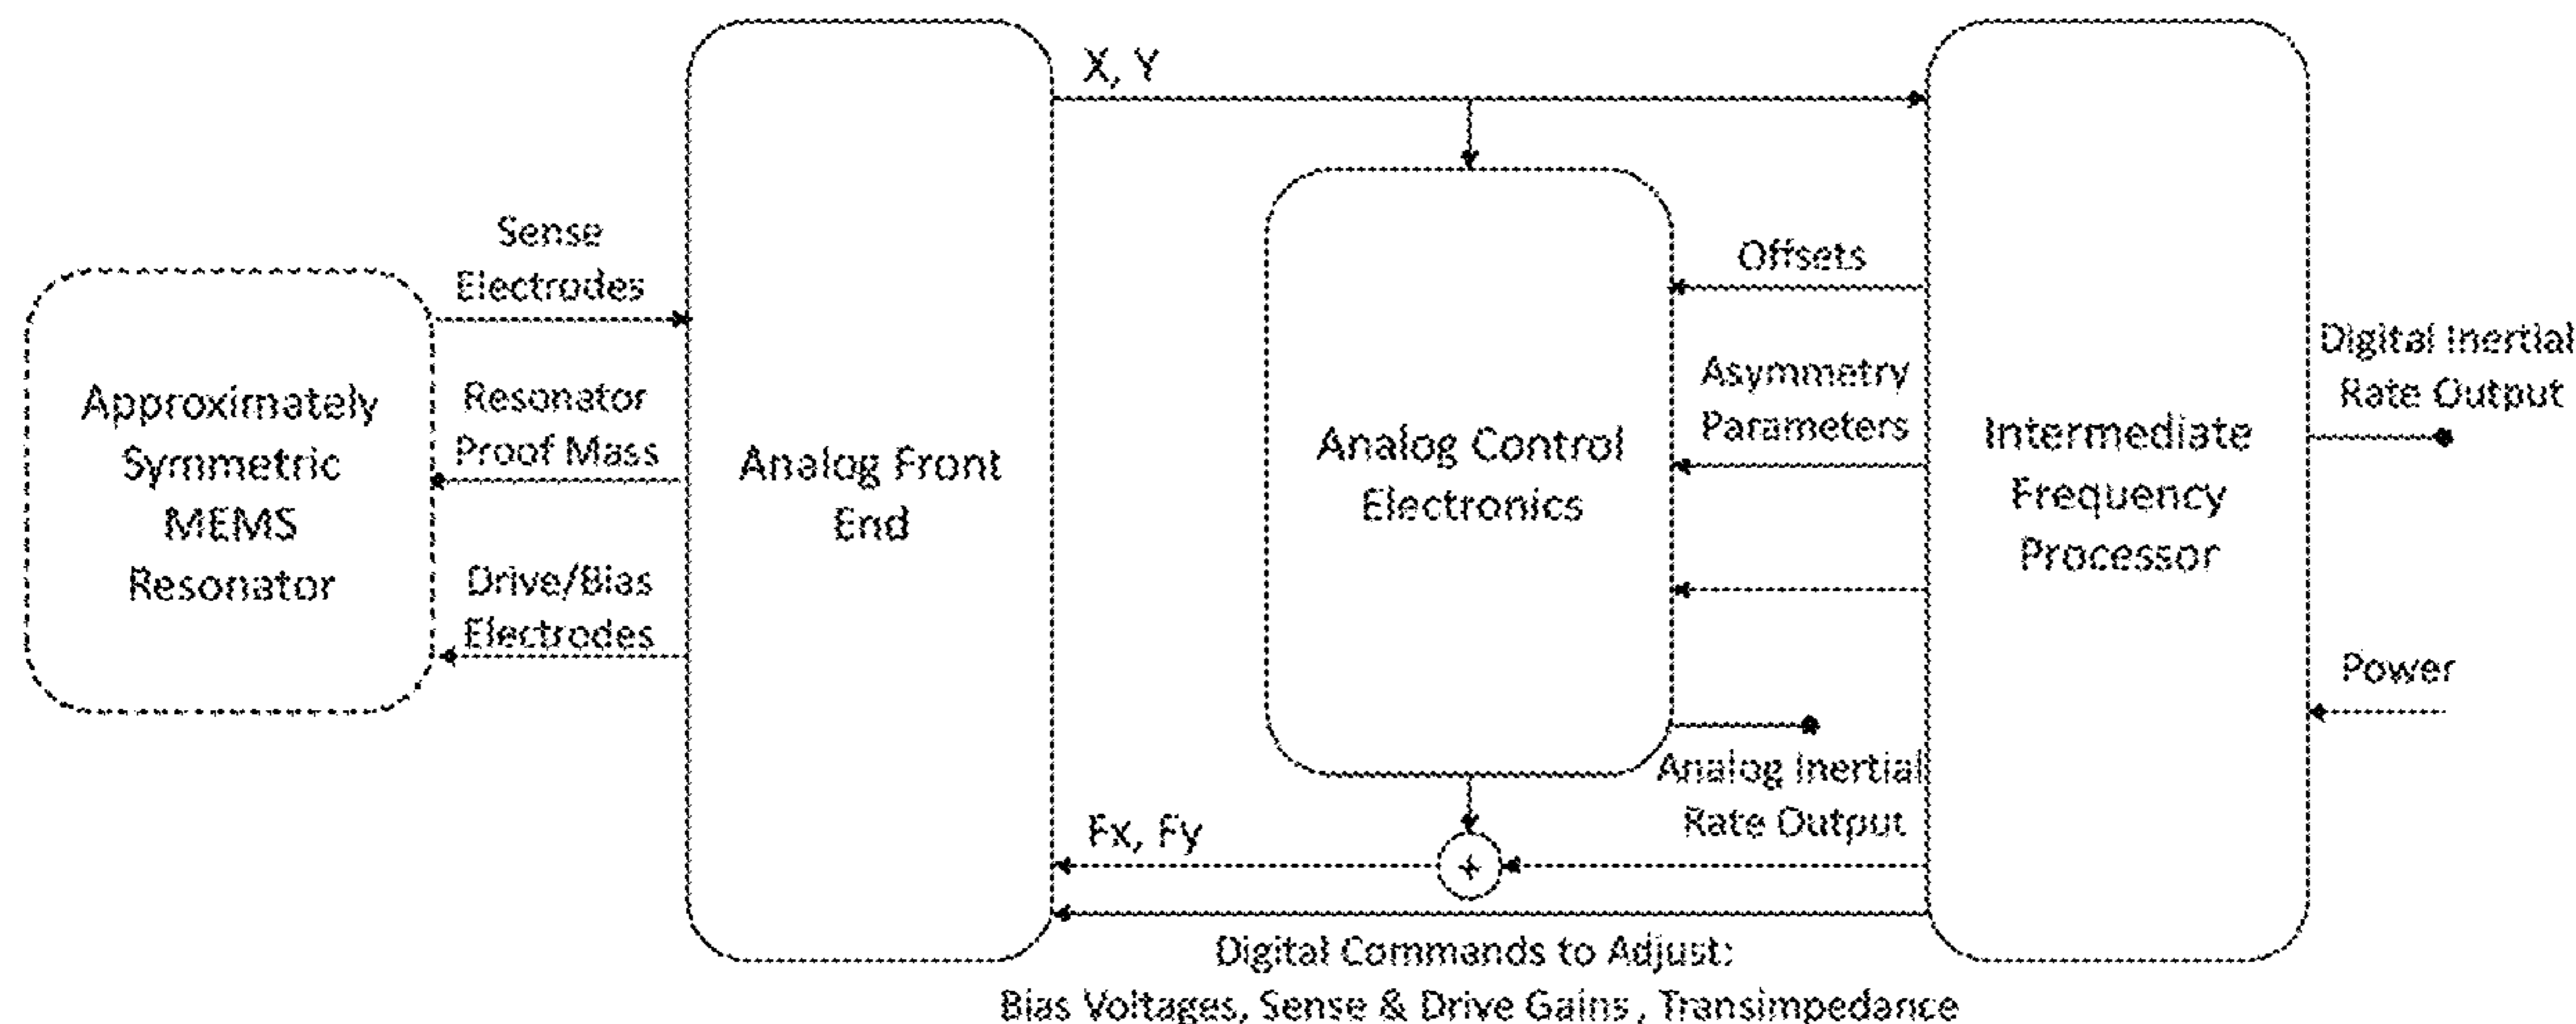 X, Y
Sense
Electrodes
Offsets
Digital Inertial
Rate Output
Asymmetry
Parameters
Resonator
Proof Mass
Approximately
Symmetric
MEMS
Resonator
Analog Front
End
Analog Control
Electronics
Intermediate
Frequency
Processor
Drive/Bias
Electrodes
Power
Analog Inertial
Rate Output
Fx, Fy
+
Digital Commands to Adjust:
Bias Voltages, Sense & Drive Gains, Transimpedance